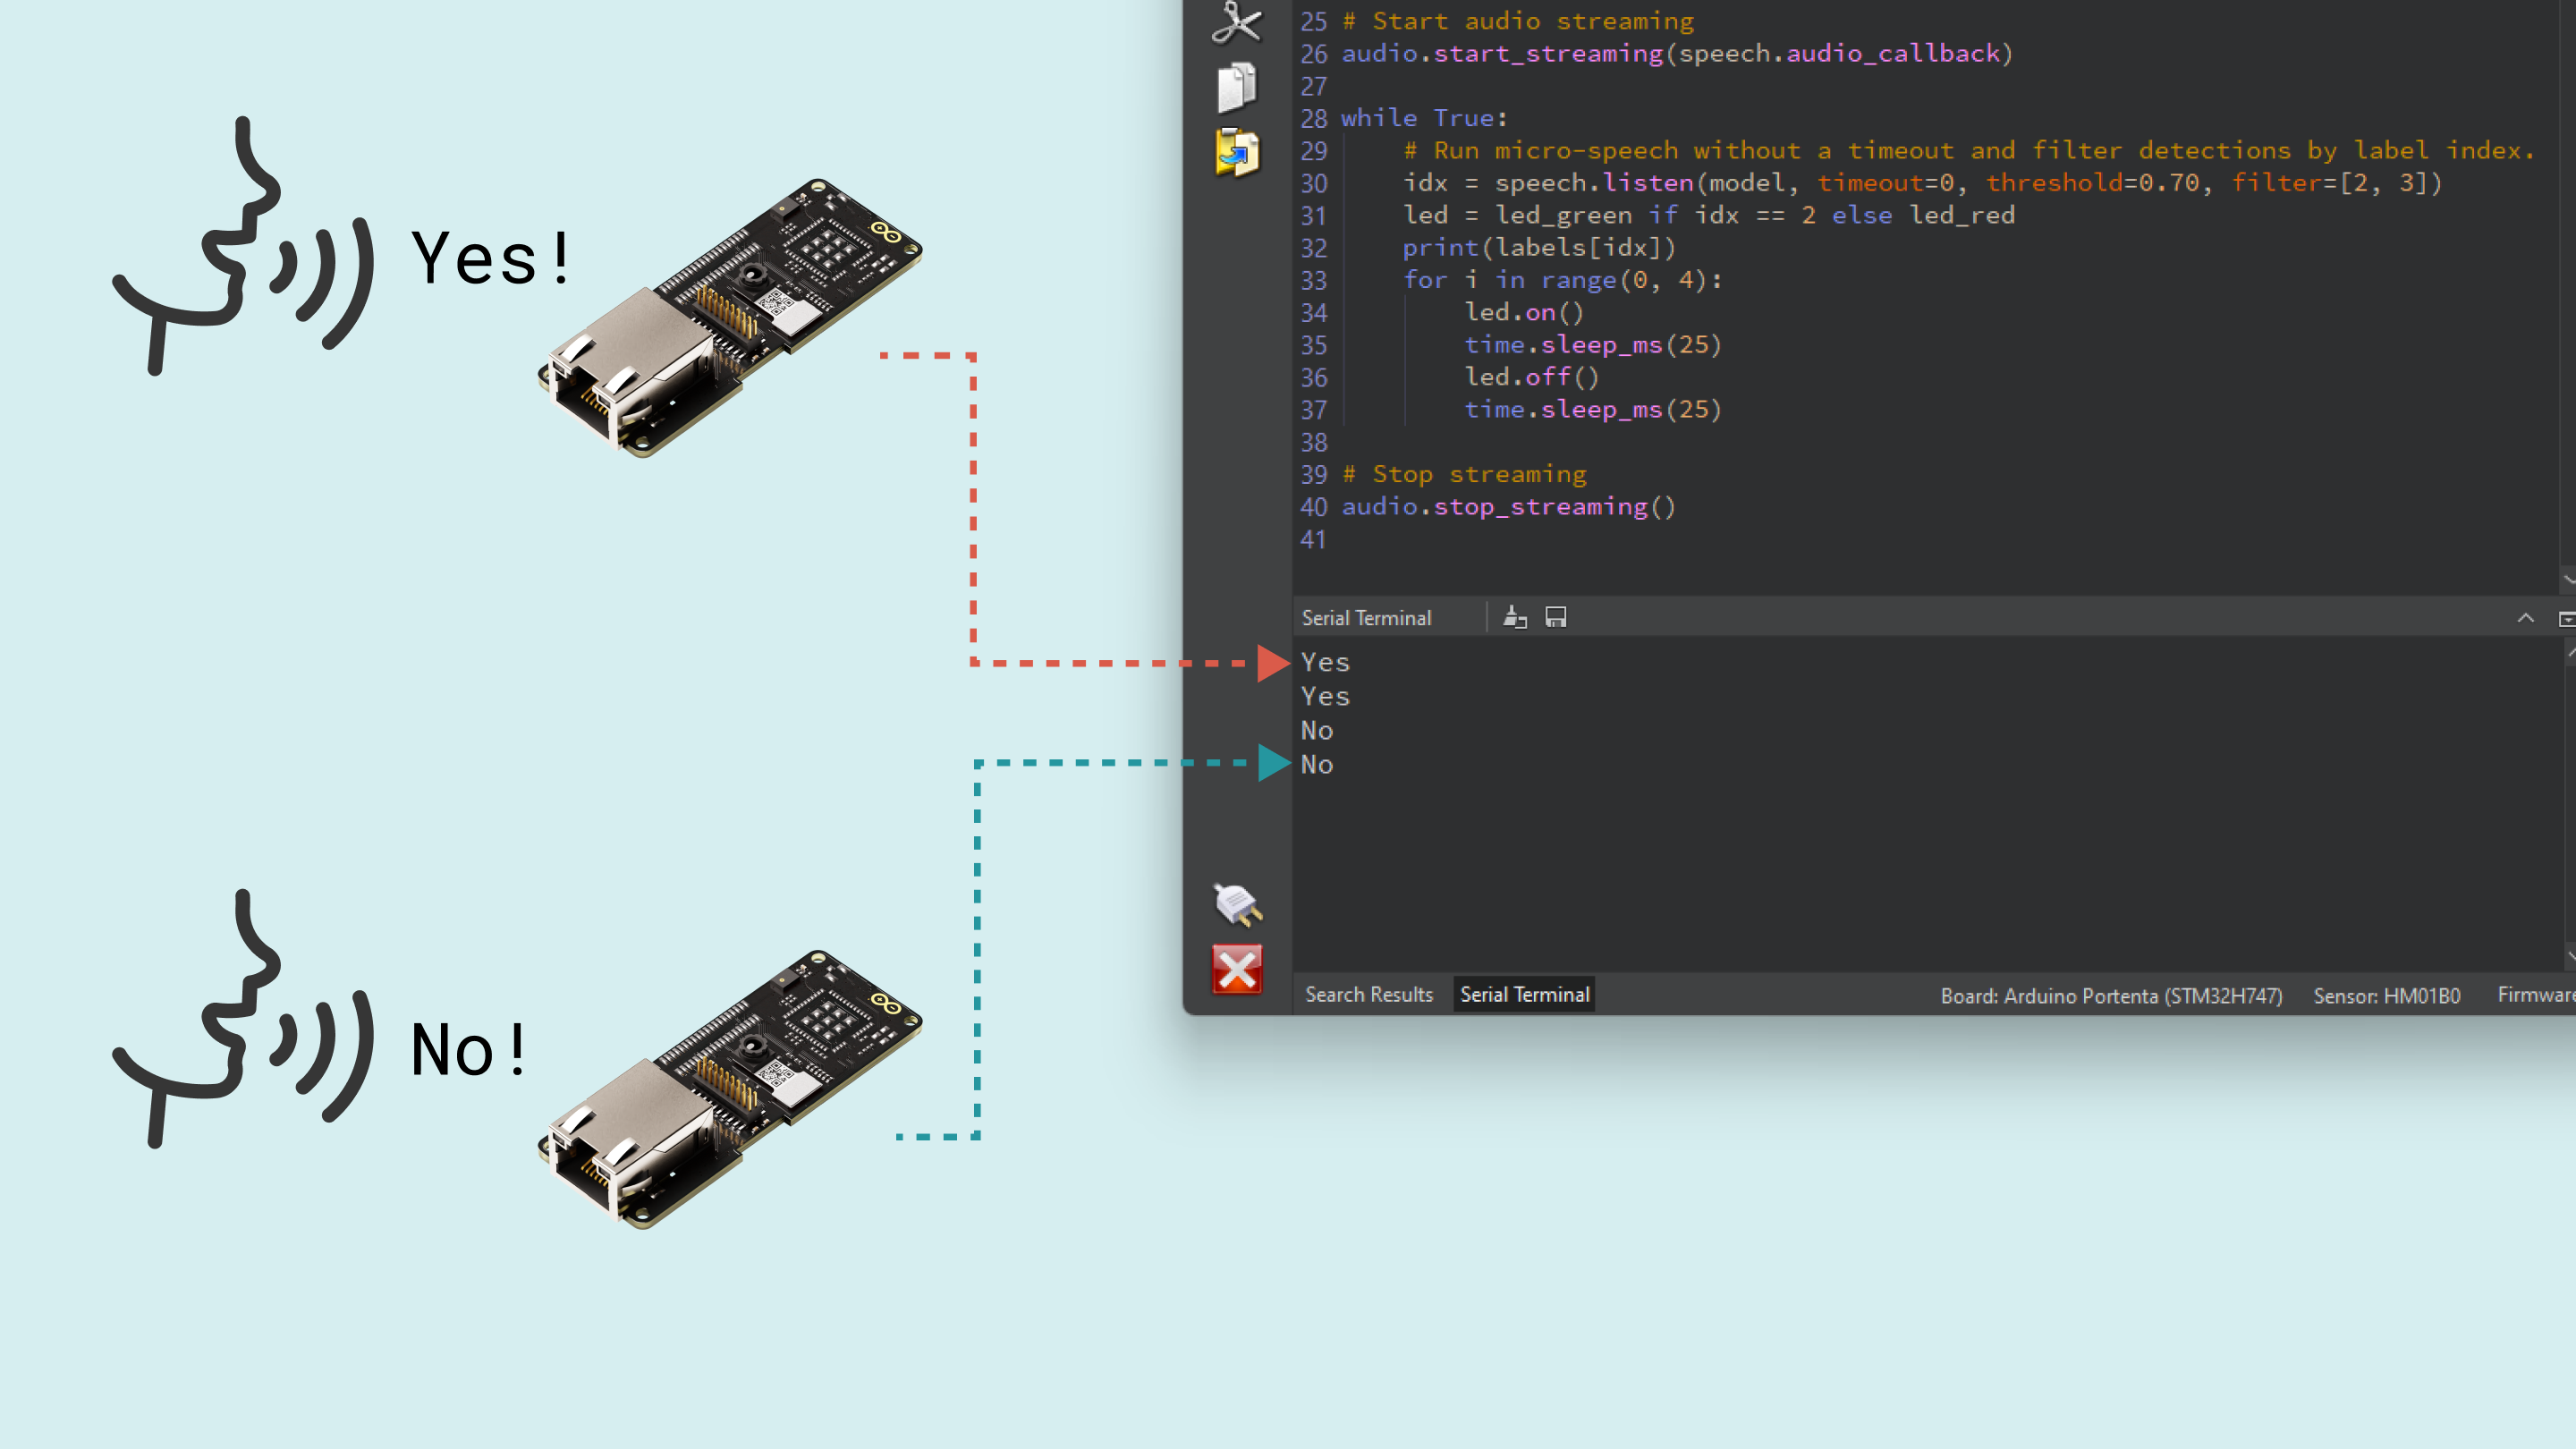 Yes!
No!
25 # Start audio streaming
26 audio.start_streaming(speech.audio_callback)
27
28 while True:
29     # Run micro-speech without a timeout and filter detections by label index.
30     idx = speech.listen(model, timeout=0, threshold=0.70, filter=[2, 3])
31     led = led_green if idx == 2 else led_red
32     print(labels[idx])
33     for i in range(0, 4):
34         led.on()
35         time.sleep_ms(25)
36         led.off()
37         time.sleep_ms(25)
38
39 # Stop streaming
40 audio.stop_streaming()
41
Serial Terminal
Yes
Yes
No
No
Search Results Serial Terminal Board: Arduino Portenta (STM32H747) Sensor: HM01B0 Firmware